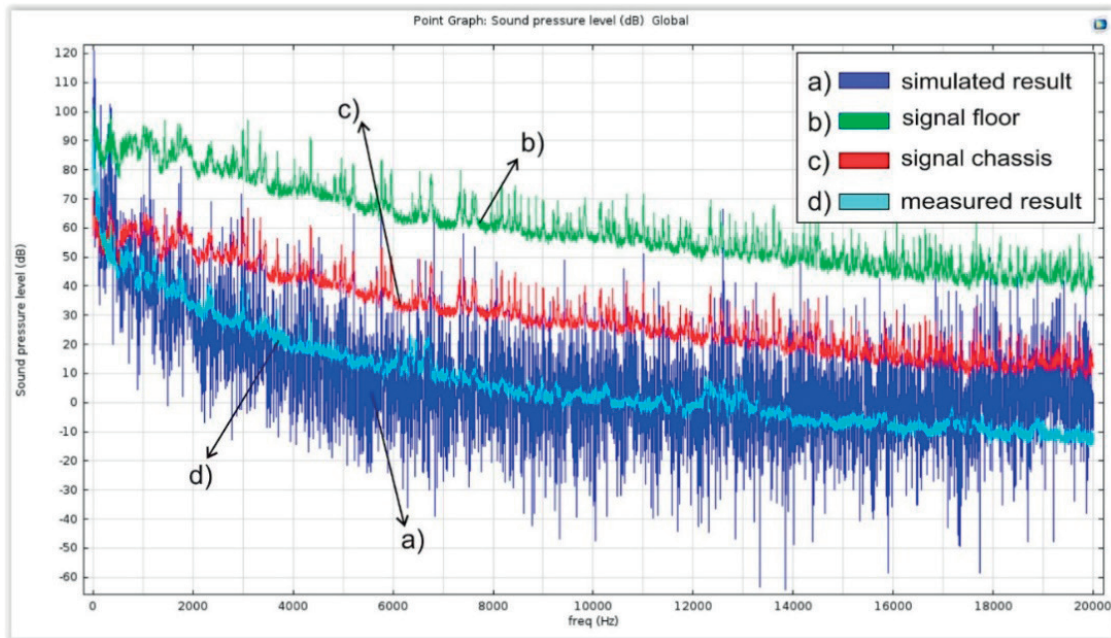 Point Graph: Sound pressure level (dB) Global
Sound pressure level (dB)
120
110
100
90
80
70
60
50
40
30
20
10
0
-10
-20
-30
-40
-50
-60
0 2000 4000 6000 8000 10000 12000 14000 16000 18000 20000
freq (Hz)
c)
b)
d)
a)
a) simulated result
b) signal floor
c) signal chassis
d) measured result